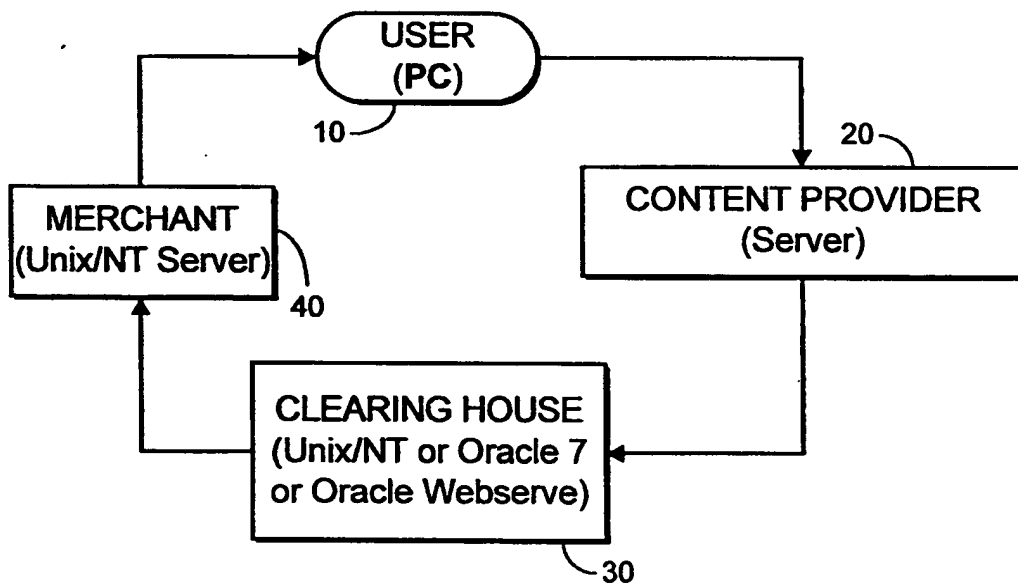 USER
(PC)
10
20
CONTENT PROVIDER
(Server)
MERCHANT
(Unix/NT Server)
40
CLEARING HOUSE
(Unix/NT or Oracle 7
or Oracle Webserve)
30